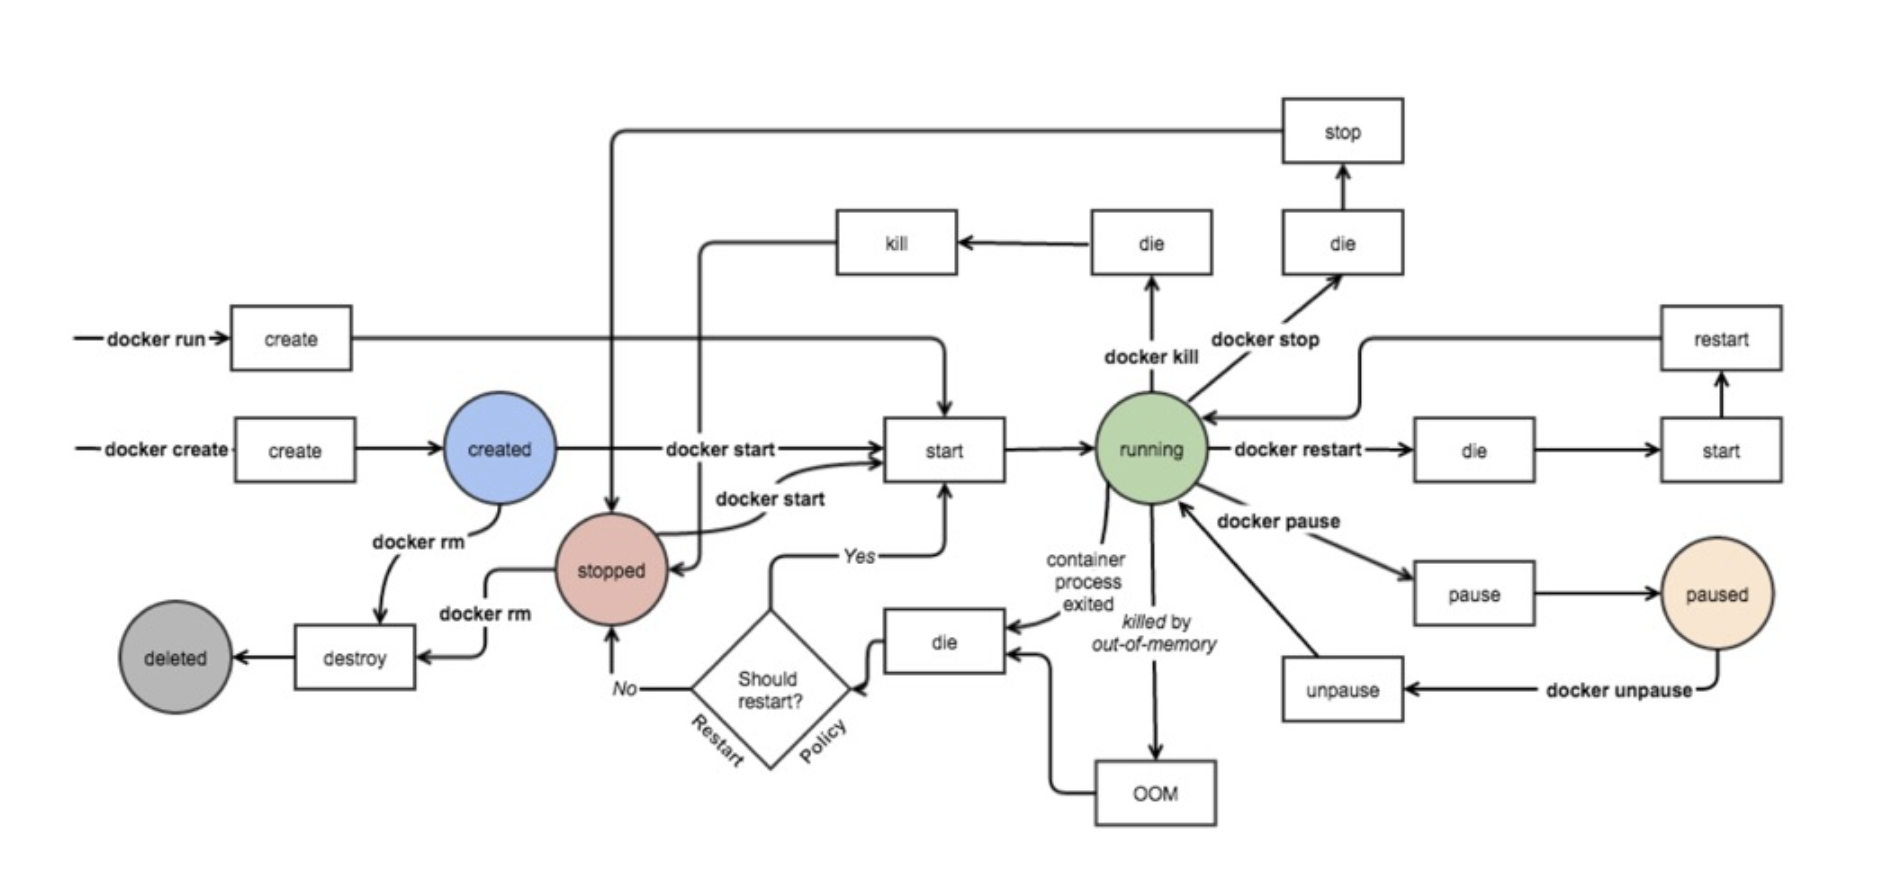 stop
kill
die
die
docker run
create
docker kill
docker stop
restart
docker create
create
created
docker start
start
running
docker restart
die
start
docker start
docker pause
docker rm
stopped
Yes
container
process
exited
pause
paused
docker rm
killed by
out-of-memory
deleted
destroy
die
No
Should
restart?
Restart
Policy
unpause
docker unpause
OOM